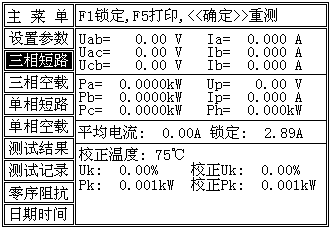 主 菜 单
设置参数
三相短路
三相空载
单相短路
单相空载
测试结果
测试记录
零序阻抗
日期时间
F1锁定,F5打印,<<确定>>重测
Uab= 0.00 V Ia= 0.000 A
Uac= 0.00 V Ib= 0.000 A
Ucb= 0.00 V Ic= 0.000 A
Pa= 0.0000kW Up= 0.00 V
Pb= 0.0000kW Ip= 0.000 A
Pc= 0.0000kW Ph= 0.000kW
平均电流: 0.00A 锁定: 2.89A
校正温度: 75℃
Uk: 0.00% 校正Uk: 0.00%
Pk: 0.001kW 校正Pk: 0.001kW